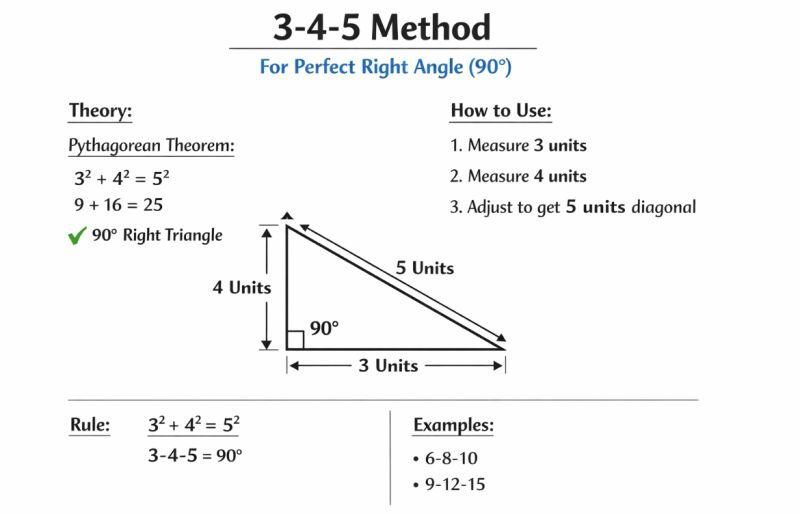 3-4-5 Method
For Perfect Right Angle (90°)
Theory:
Pythagorean Theorem:
3² + 4² = 5²
9 + 16 = 25
90° Right Triangle
How to Use:
1. Measure 3 units
2. Measure 4 units
3. Adjust to get 5 units diagonal
4 Units
5 Units
90°
3 Units
Rule:
3² + 4² = 5²
3-4-5 = 90°
Examples:
• 6-8-10
• 9-12-15